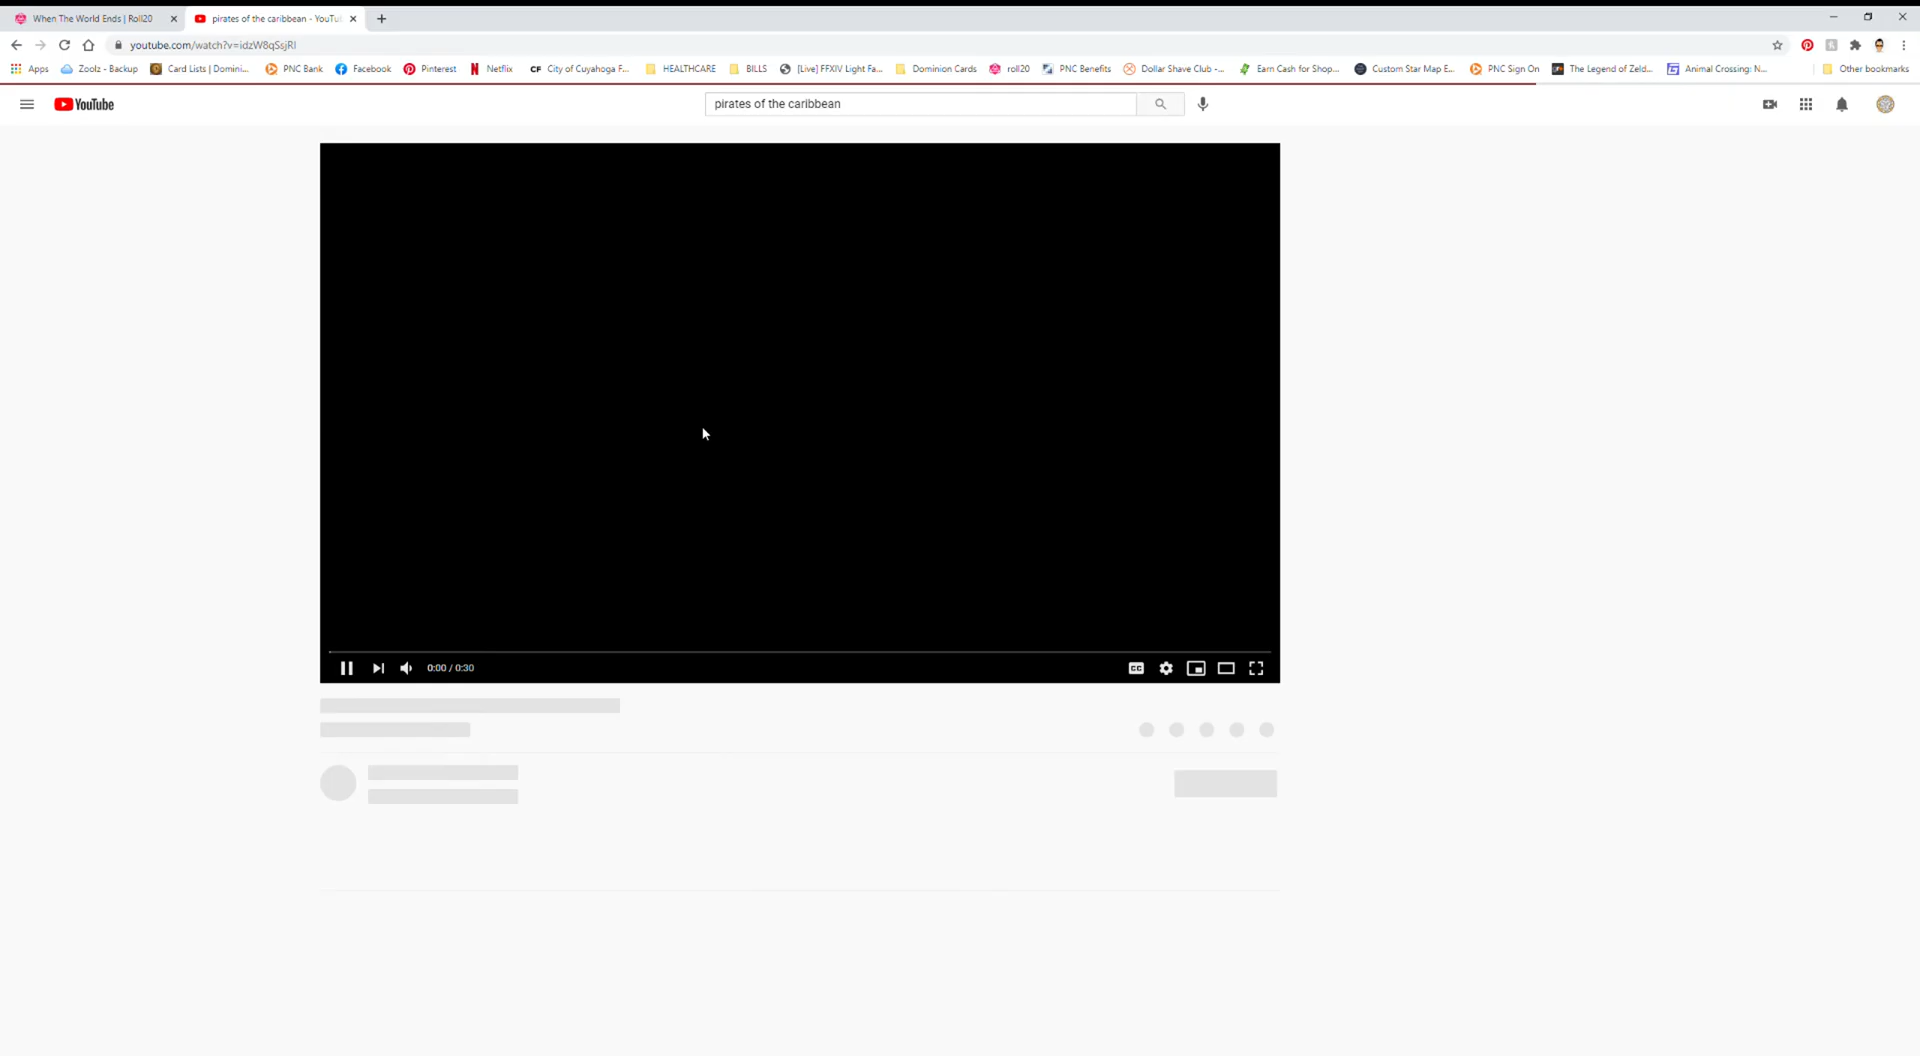 When The World Ends | Roll20
pirates of the caribbean - YouTu
youtube.com/watch?v=idzW8qSsjRI
Apps
Zoolz - Backup
Card Lists | Domini...
PNC Bank
Facebook
Pinterest
Netflix
CF City of Cuyahoga F...
HEALTHCARE
BILLS
[Live] FFXIV Light Fa...
Dominion Cards
roll20
PNC Benefits
Dollar Shave Club -...
Earn Cash for Shop...
Custom Star Map E...
PNC Sign On
The Legend of Zeld...
Animal Crossing: N...
Other bookmarks
YouTube
pirates of the caribbean
0:00 / 0:30
CC